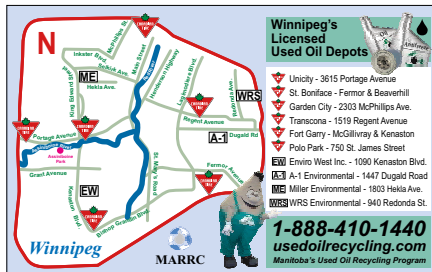 N
McPhillips St.
Main Street
Inkster Blvd.
Selkirk Ave.
ME
Hekla Ave.
King Edward
Henderson Highway
Lagimodiere Blvd.
Regent Avenue
Redonda
WRS
A-1
Dugald Rd
Portage Avenue
Assiniboine
Park
Grant Avenue
Kenaston Blvd.
EW
St. Mary's Road
Fermor Avenue
Bishop Grandin Blvd.
Winnipeg
MARRC
Winnipeg's
Licensed
Used Oil Depots
Unicity - 3615 Portage Avenue
St. Boniface - Fermor & Beaverhill
Garden City - 2303 McPhillips Ave.
Transcona - 1519 Regent Avenue
Fort Garry - McGillivray & Kenaston
Polo Park - 750 St. James Street
EW Enviro West Inc. - 1090 Kenaston Blvd.
A-1 A-1 Environmental - 1447 Dugald Road
ME Miller Environmental - 1803 Hekla Ave.
WRS WRS Environmental - 940 Redonda St.
1-888-410-1440
usedoilrecycling.com
Manitoba's Used Oil Recycling Program